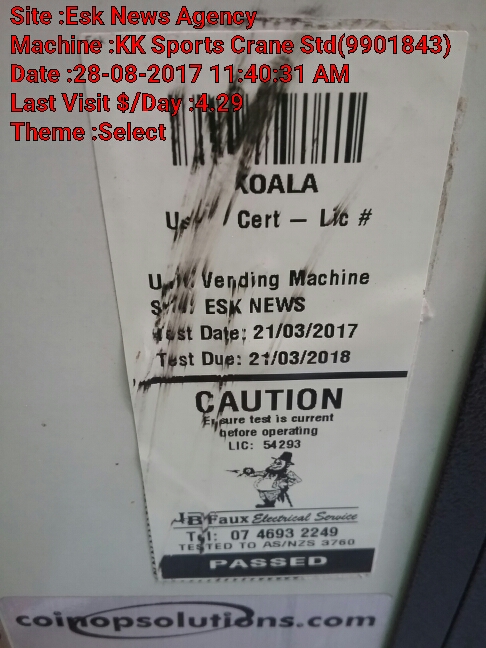 Site :Esk News Agency
Machine :KK Sports Crane Std(9901843)
Date :28-08-2017 11:40:31 AM
Last Visit $/Day :4.29
Theme :Select
KOALA
Cert – Lic #
Vending Machine
ESK NEWS
Test Date: 21/03/2017
Test Due: 21/03/2018
CAUTION
Ensure test is current
before operating
LIC: 54293
Faux Electrical Service
Tel: 07 4693 2249
TESTED TO AS/NZS 3760
PASSED
coinopsolutions.com